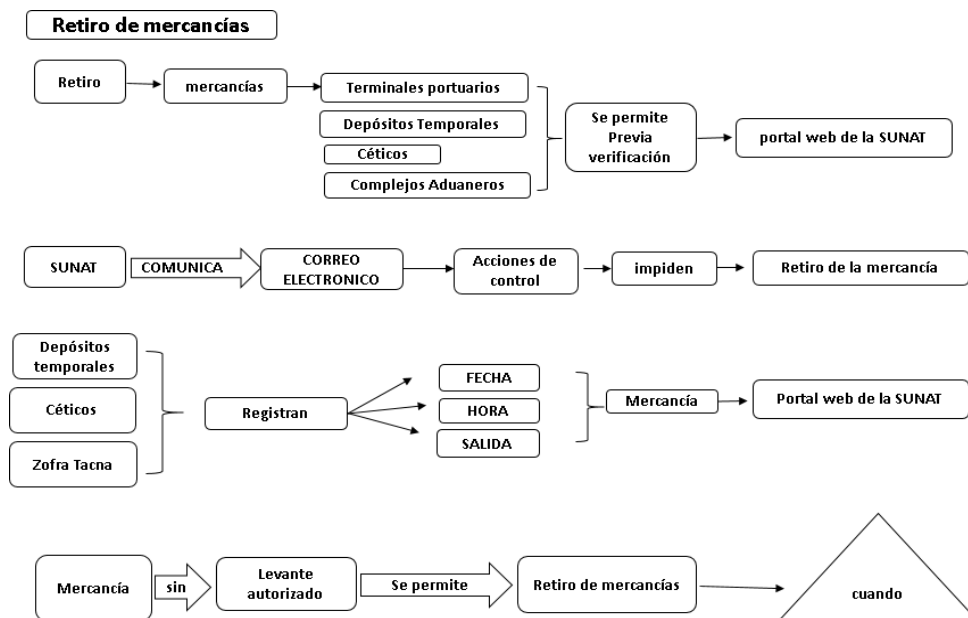 Retiro de mercancías
Retiro
mercancías
Terminales portuarios
Depósitos Temporales
Céticos
Complejos Aduaneros
Se permite
Previa
verificación
portal web de la SUNAT
SUNAT
COMUNICA
CORREO
ELECTRONICO
Acciones de
control
impiden
Retiro de la mercancía
Depósitos
temporales
Céticos
Zofra Tacna
Registran
FECHA
HORA
SALIDA
Mercancía
Portal web de la SUNAT
Mercancía
sin
Levante
autorizado
Se permite
Retiro de mercancías
cuando